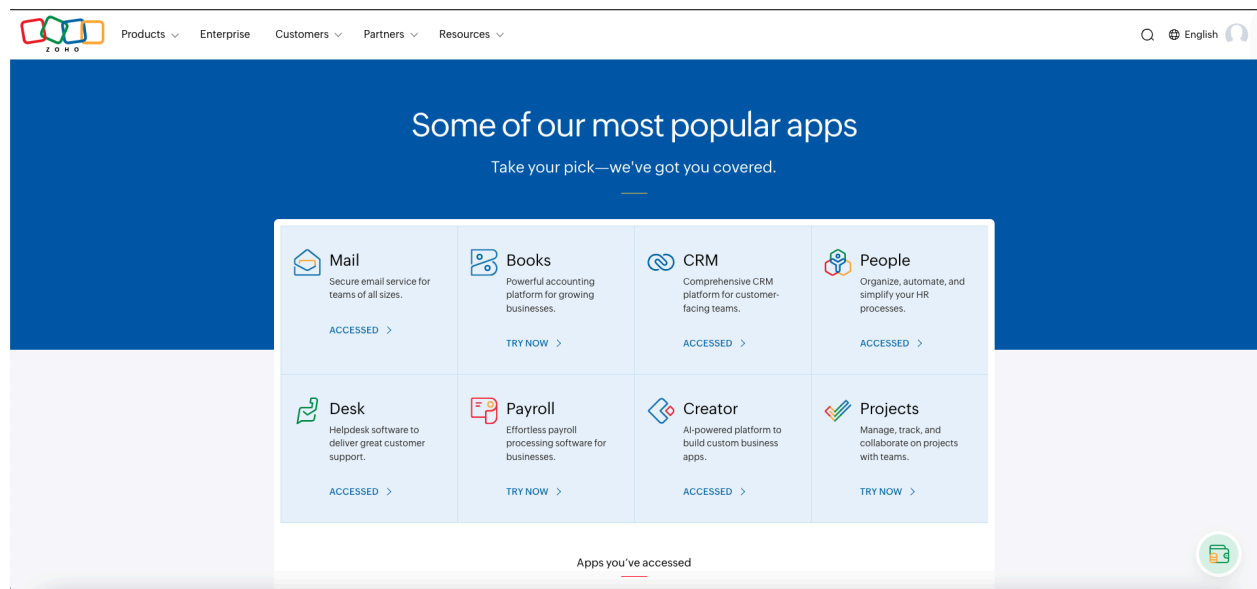 ZOHO
Products
Enterprise
Customers
Partners
Resources
English
Some of our most popular apps
Take your pick—we've got you covered.
Mail
Secure email service for
teams of all sizes.
ACCESSED
Books
Powerful accounting
platform for growing
businesses.
TRY NOW
CRM
Comprehensive CRM
platform for customer-
facing teams.
ACCESSED
People
Organize, automate, and
simplify your HR
processes.
ACCESSED
Desk
Helpdesk software to
deliver great customer
support.
ACCESSED
Payroll
Effortless payroll
processing software for
businesses.
TRY NOW
Creator
AI-powered platform to
build custom business
apps.
ACCESSED
Projects
Manage, track, and
collaborate on projects
with teams.
TRY NOW
Apps you've accessed